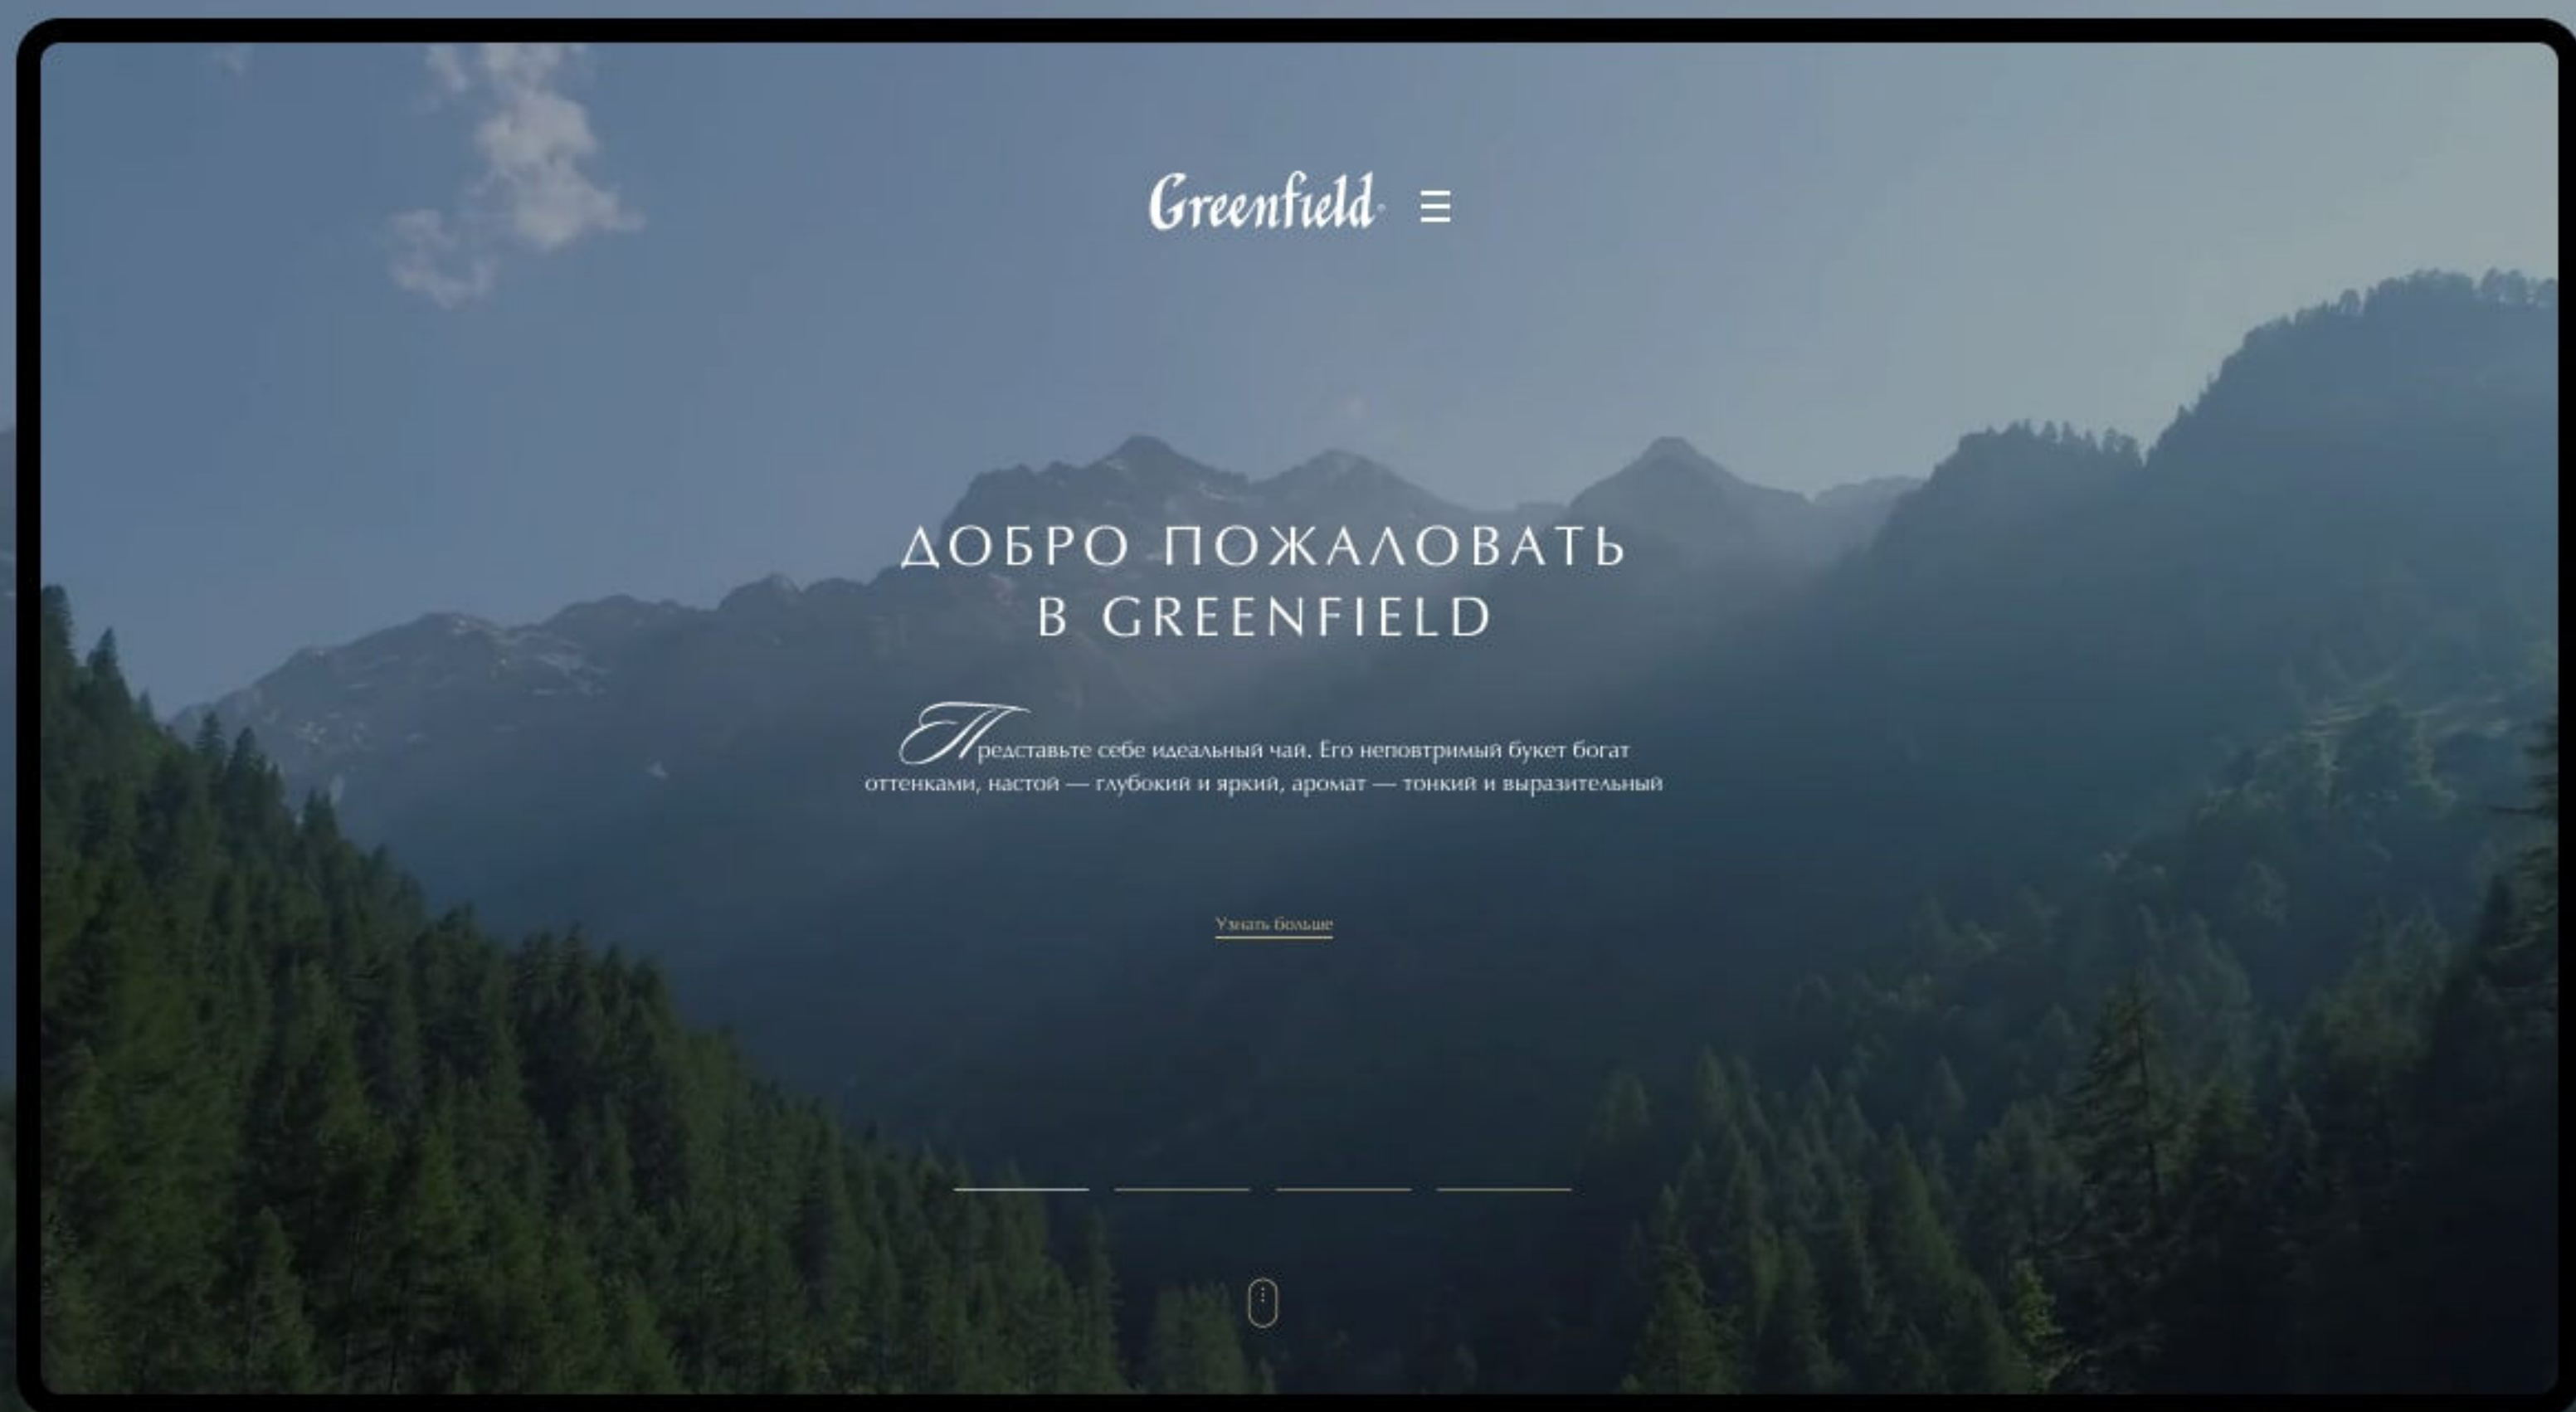 Greenfield
ДОБРО ПОЖАЛОВАТЬ
В GREENFIELD
Представьте себе идеальный чай. Его неповтримый букет богат
оттенками, настой — глубокий и яркий, аромат — тонкий и выразительный
Узнать больше